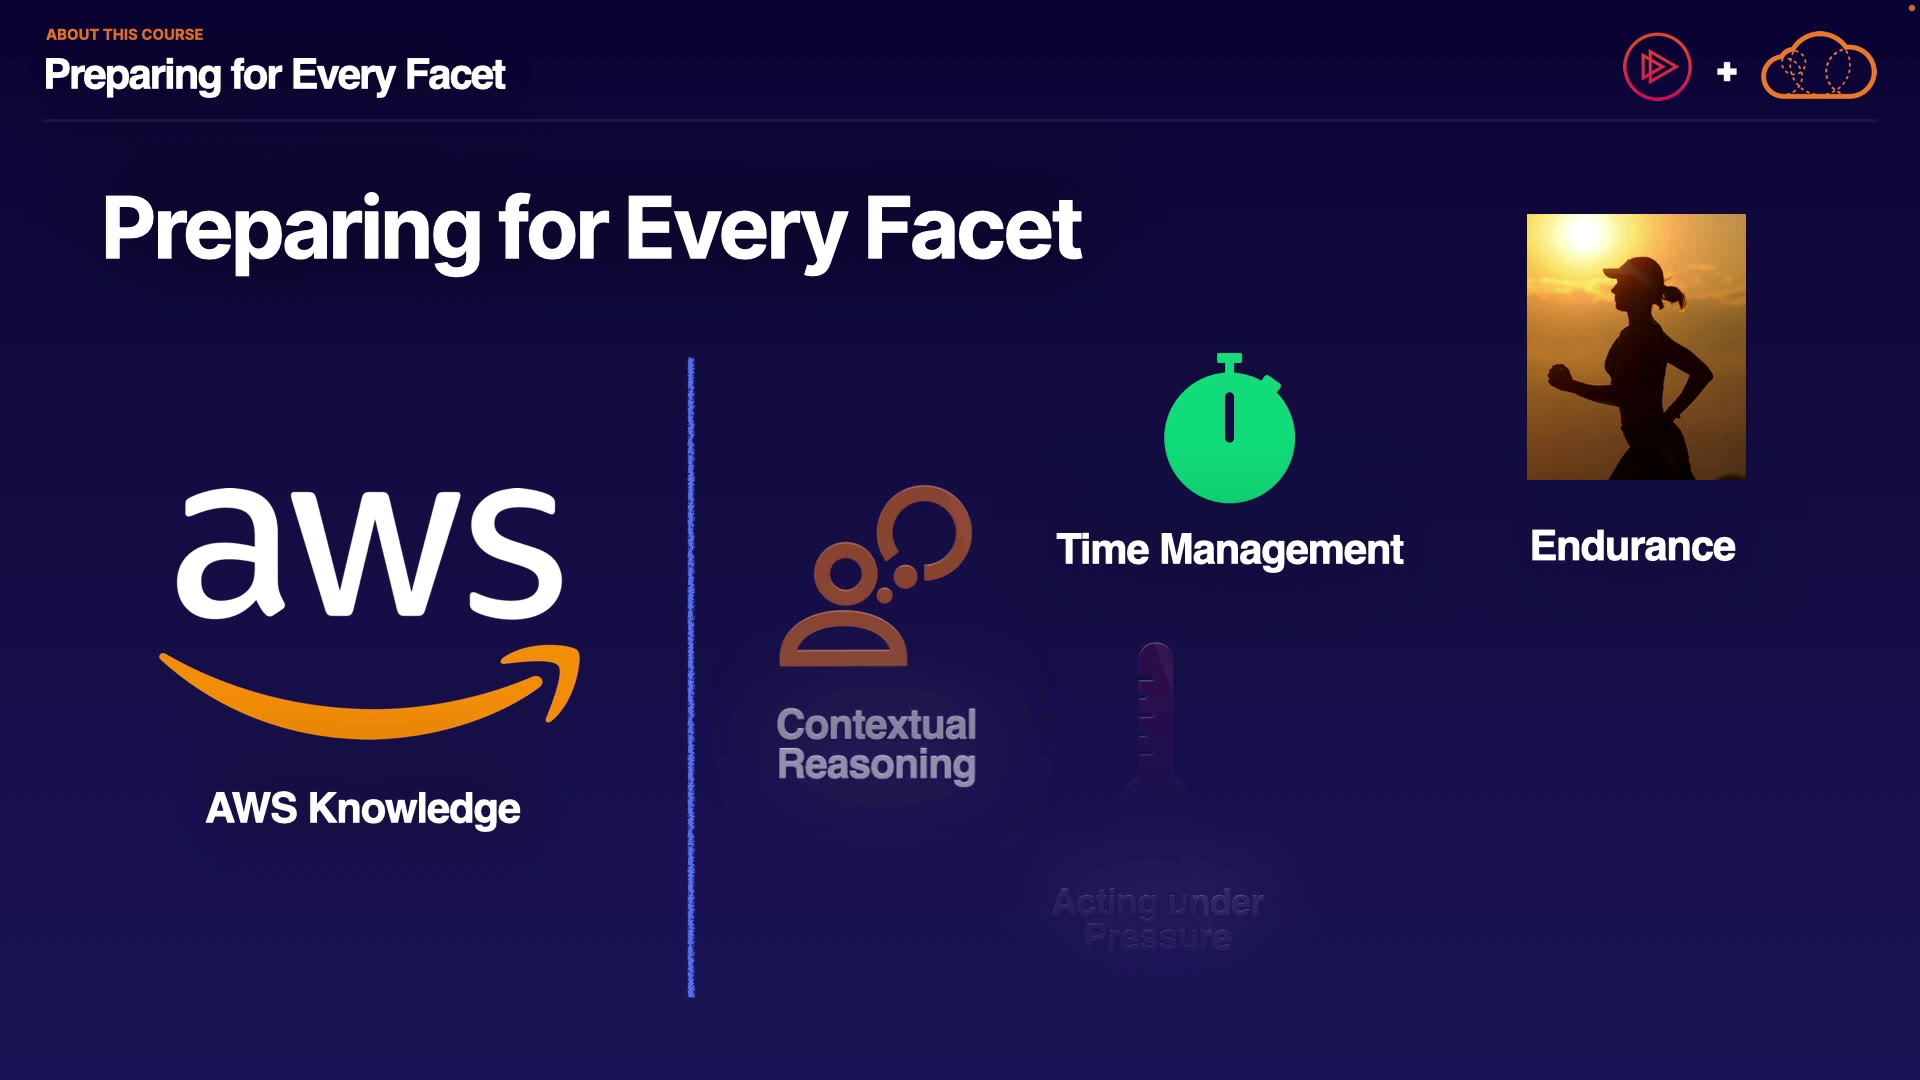 ABOUT THIS COURSE
Preparing for Every Facet
+
Preparing for Every Facet
aws
AWS Knowledge
Contextual
Reasoning
Time Management
Endurance
Acting under
Pressure